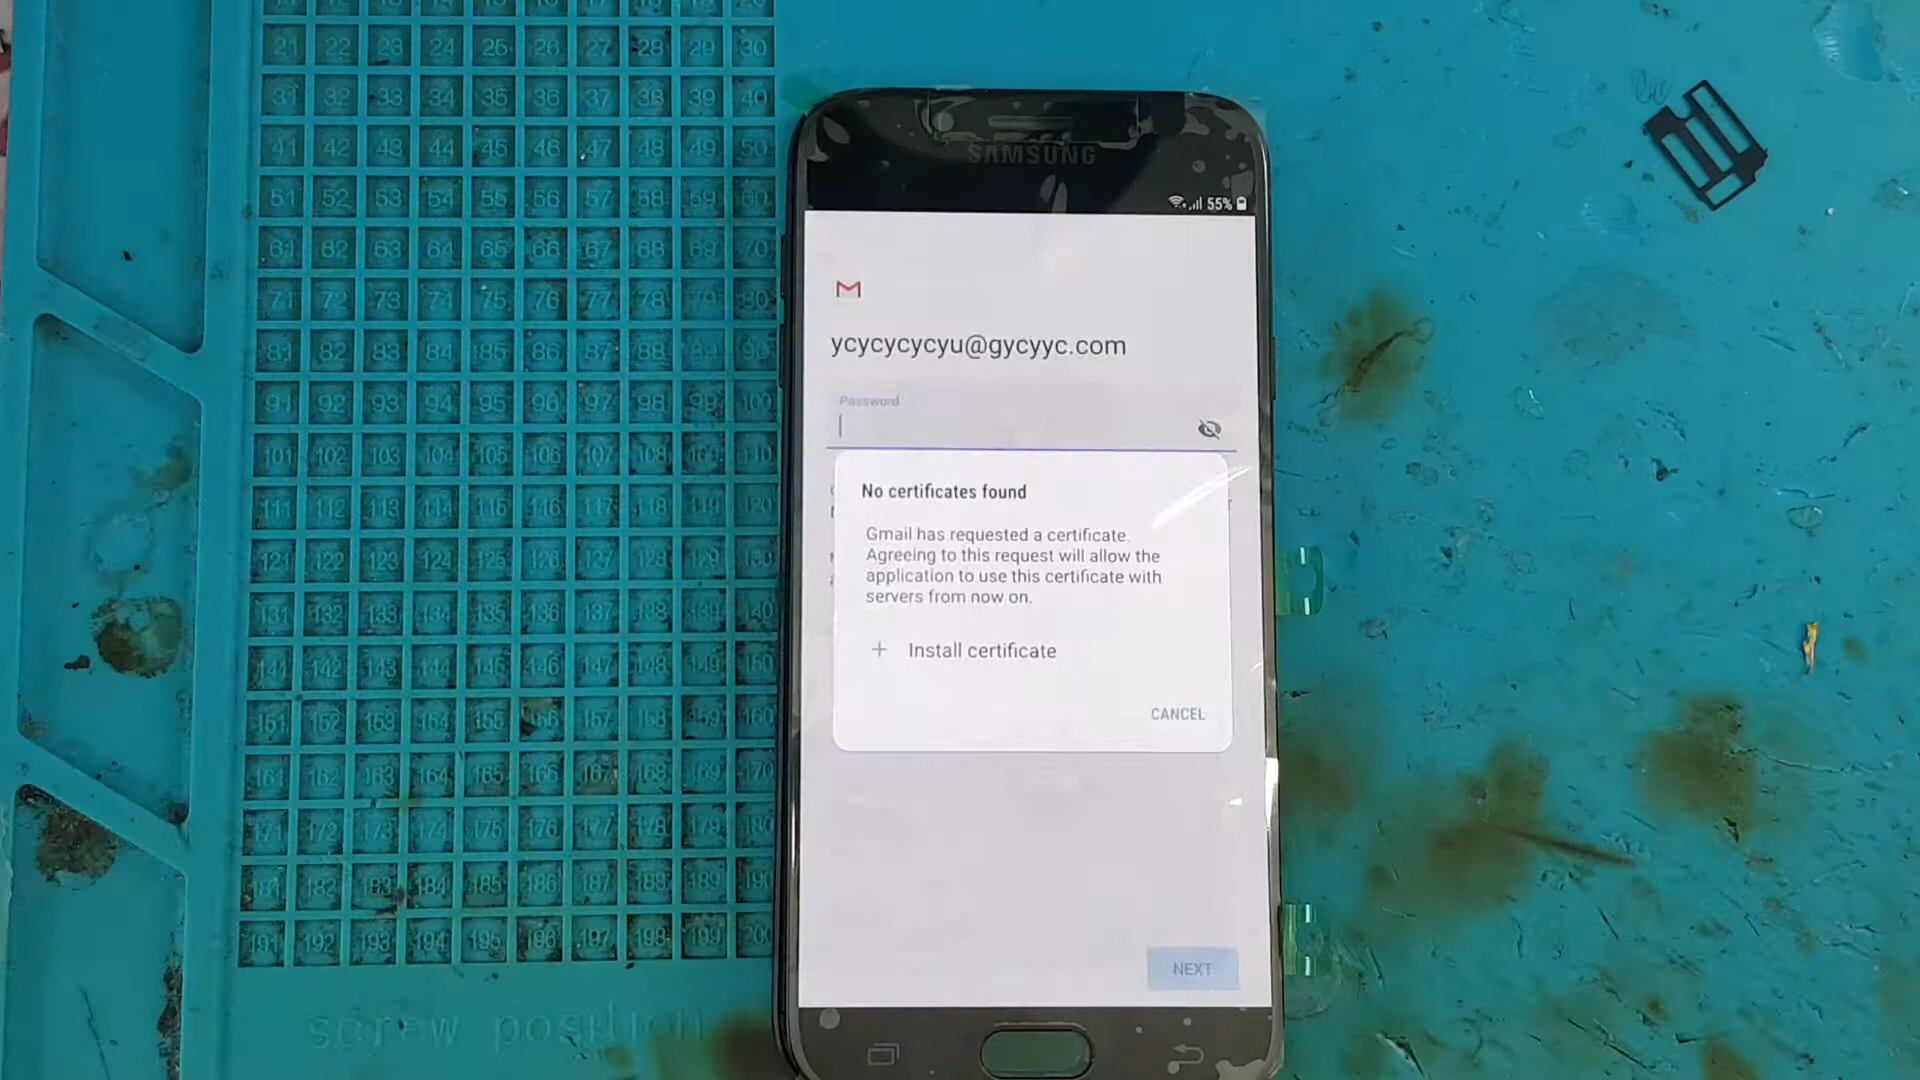 SAMSUNG
55%
ycycycycyu@gycyyc.com
Password
No certificates found
Gmail has requested a certificate.
Agreeing to this request will allow the
application to use this certificate with
servers from now on.
+ Install certificate
CANCEL
NEXT
21 22 23 24 25 26 27 28 29 30
31 32 33 34 35 36 37 38 39 40
41 42 43 44 45 46 47 48 49 50
51 52 53 54 55 56 57 58 59 60
61 62 63 64 65 66 67 68 69 70
71 72 73 74 75 76 77 78 79 80
81 82 83 84 85 86 87 88 89 90
91 92 93 94 95 96 97 98 99 100
101 102 103 104 105 106 107 108 109 110
111 112 113 114 115 116 117 118 119 120
121 122 123 124 125 126 127 128 129 130
131 132 133 134 135 136 137 138 139 140
141 142 143 144 145 146 147 148 149 150
151 152 153 154 155 156 157 158 159 160
161 162 163 164 165 166 167 168 169 170
171 172 173 174 175 176 177 178 179 180
181 182 183 184 185 186 187 188 189 190
191 192 193 194 195 196 197 198 199 200
screw position